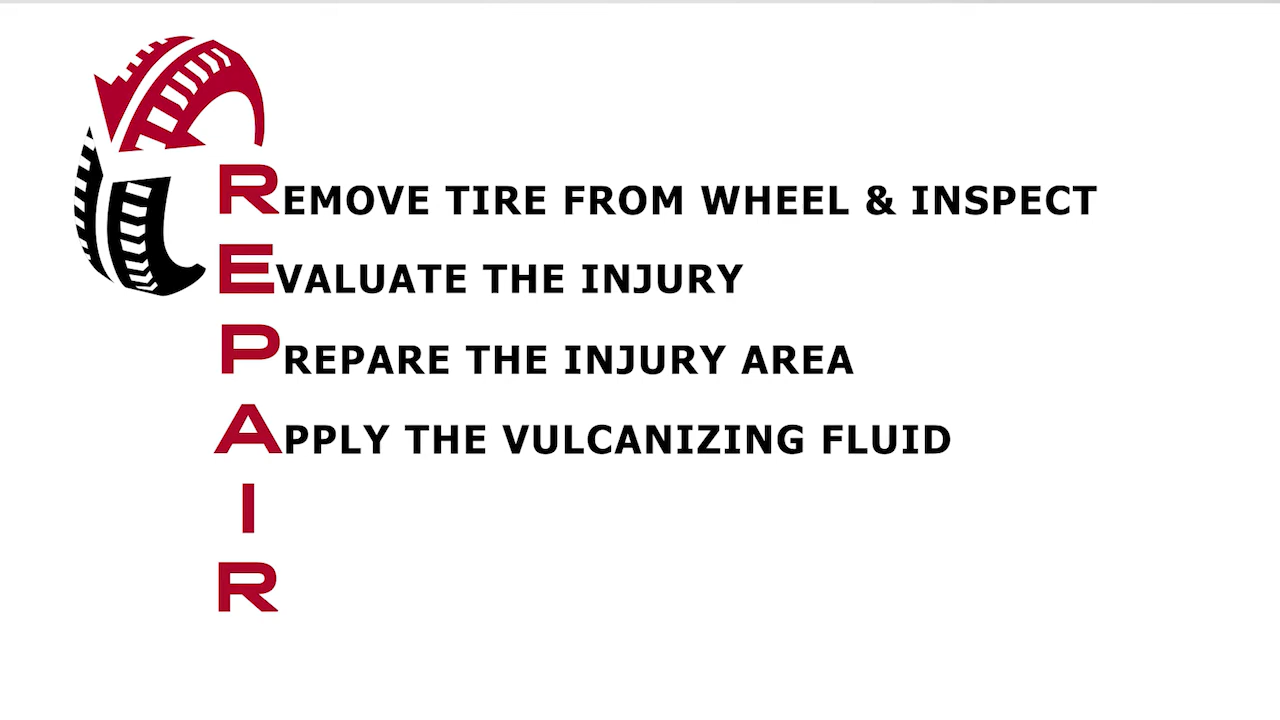 REMOVE TIRE FROM WHEEL & INSPECT
EVALUATE THE INJURY
PREPARE THE INJURY AREA
APPLY THE VULCANIZING FLUID
I
R